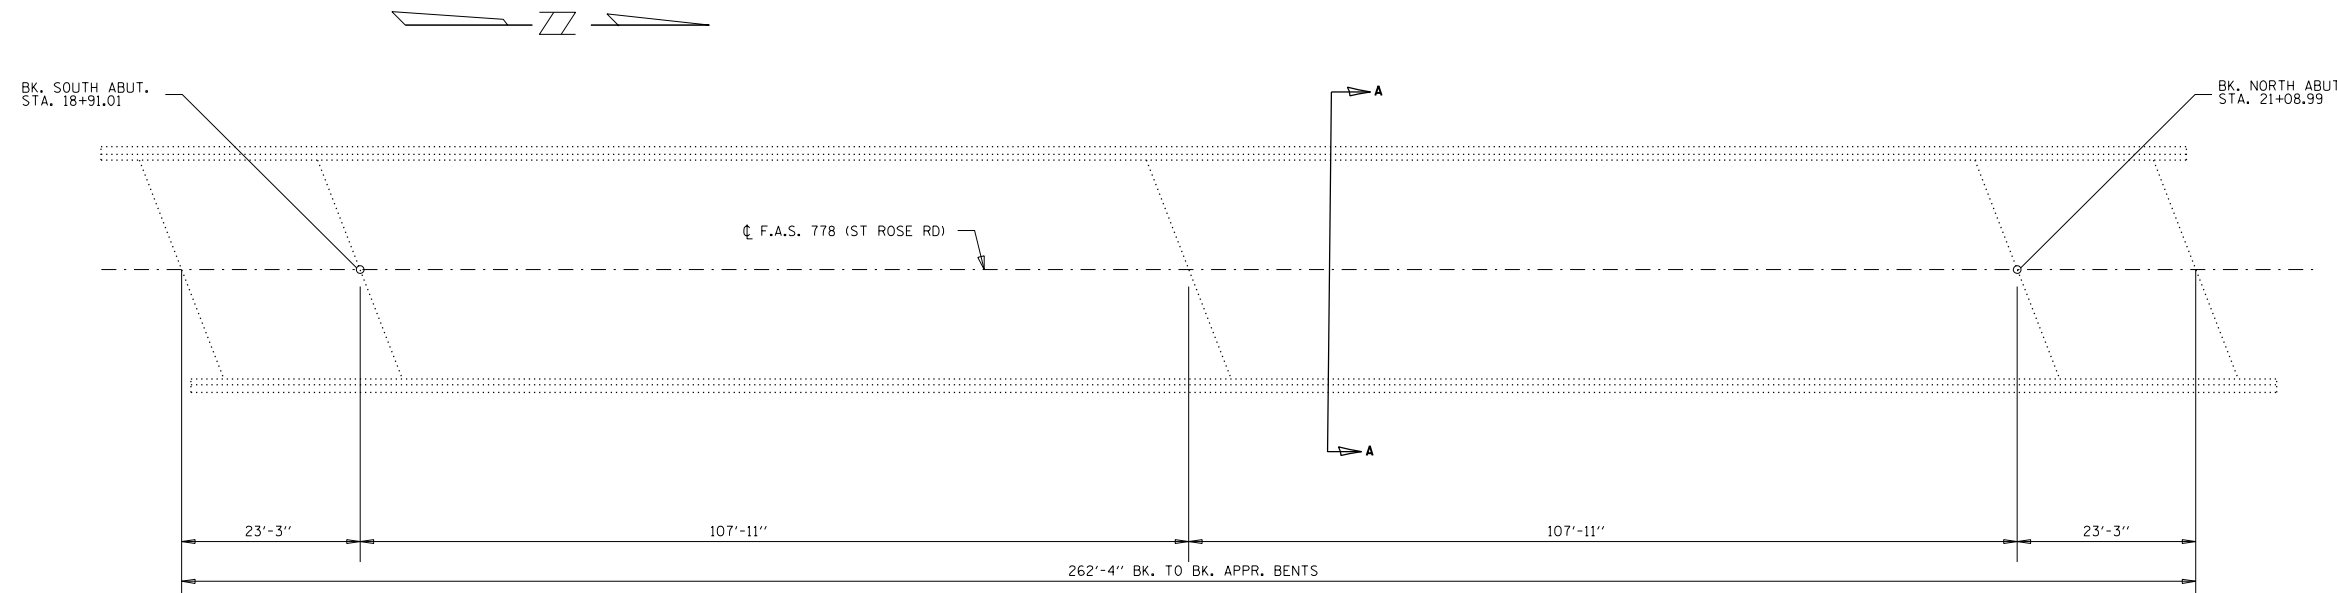 BK. SOUTH ABUT.
STA. 18+91.01
A
BK. NORTH ABUT
STA. 21+08.99
℄ F.A.S. 778 (ST ROSE RD)
A
23'-3''
107'-11''
107'-11''
23'-3''
262'-4'' BK. TO BK. APPR. BENTS